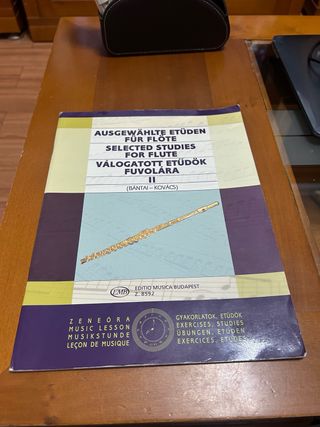 AUSGEWÄHLTE ETÜDEN
FÜR FLÖTE
SELECTED STUDIES
FOR FLUTE
VÁLOGATOTT ETŰDÖK
FUVOLÁRA
II
(BÁNTAI–KOVÁCS)
EMB
EDITIO MUSICA BUDAPEST
Z. 8592
ZENEÓRA
MUSIC LESSON
MUSIKSTUNDE
LEÇON DE MUSIQUE
GYAKORLATOK, ETŰDÖK
EXERCISES, STUDIES
ÜBUNGEN, ETÜDEN
EXERCICES, ETUDES